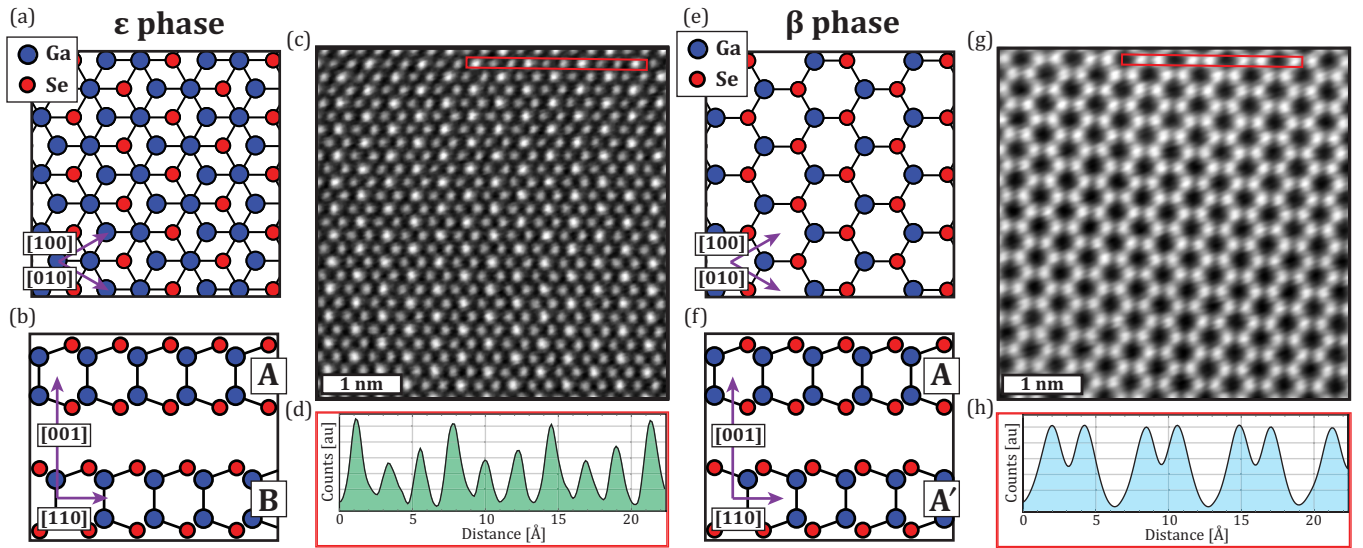 (a)
ε phase
Ga
Se
[100]
[010]
(b)
A
[001]
B
[110]
(c)
1 nm
(d)
Counts [au]
0 5 10 15 20
Distance [Å]
(e)
β phase
Ga
Se
[100]
[010]
(f)
A
[001]
A′
[110]
(g)
1 nm
(h)
Counts [au]
0 5 10 15 20
Distance [Å]